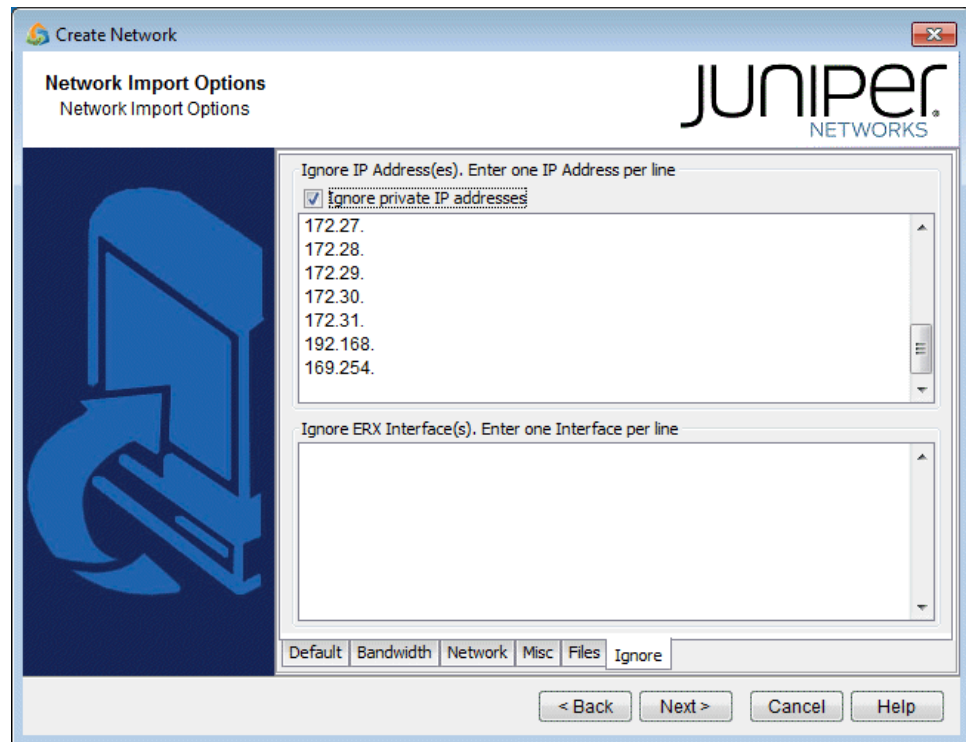 Create Network
Network Import Options
Network Import Options
JUNIPEr
NETWORKS
Ignore IP Address(es). Enter one IP Address per line
Ignore private IP addresses
172.27.
172.28.
172.29.
172.30.
172.31.
192.168.
169.254.
Ignore ERX Interface(s). Enter one Interface per line
Default Bandwidth Network Misc Files Ignore
< Back Next > Cancel Help